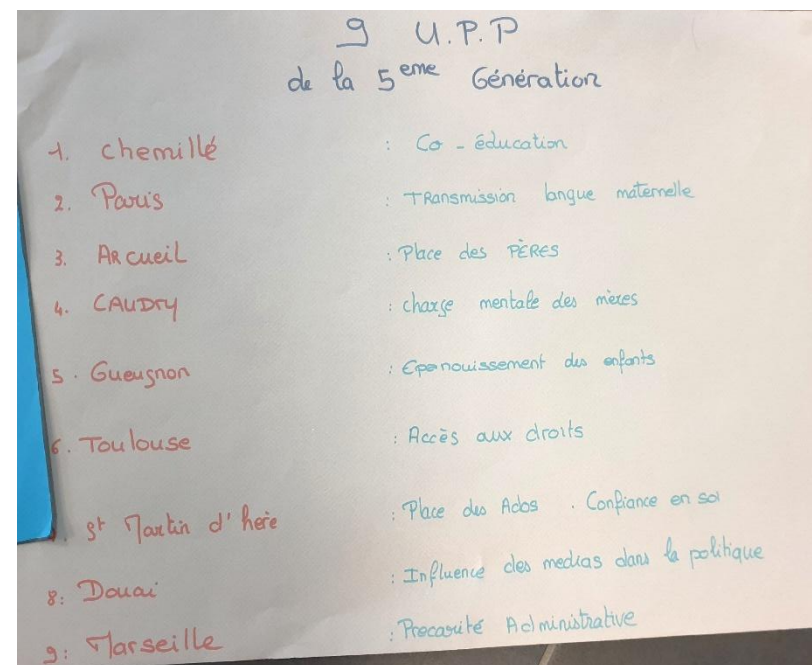 9 U.P.P
de la 5eme Génération
1. Chemillé : Co-éducation
2. Paris : Transmission langue maternelle
3. Arcueil : Place des PÈRES
4. CAUDRY : charge mentale des mères
5. Gueugnon : Epanouissement des enfants
6. Toulouse : Accès aux droits
St Martin d'here : Place des Ados . Confiance en soi
8: Douai : Influence des medias dans la politique
9: Marseille : Precarité Administrative